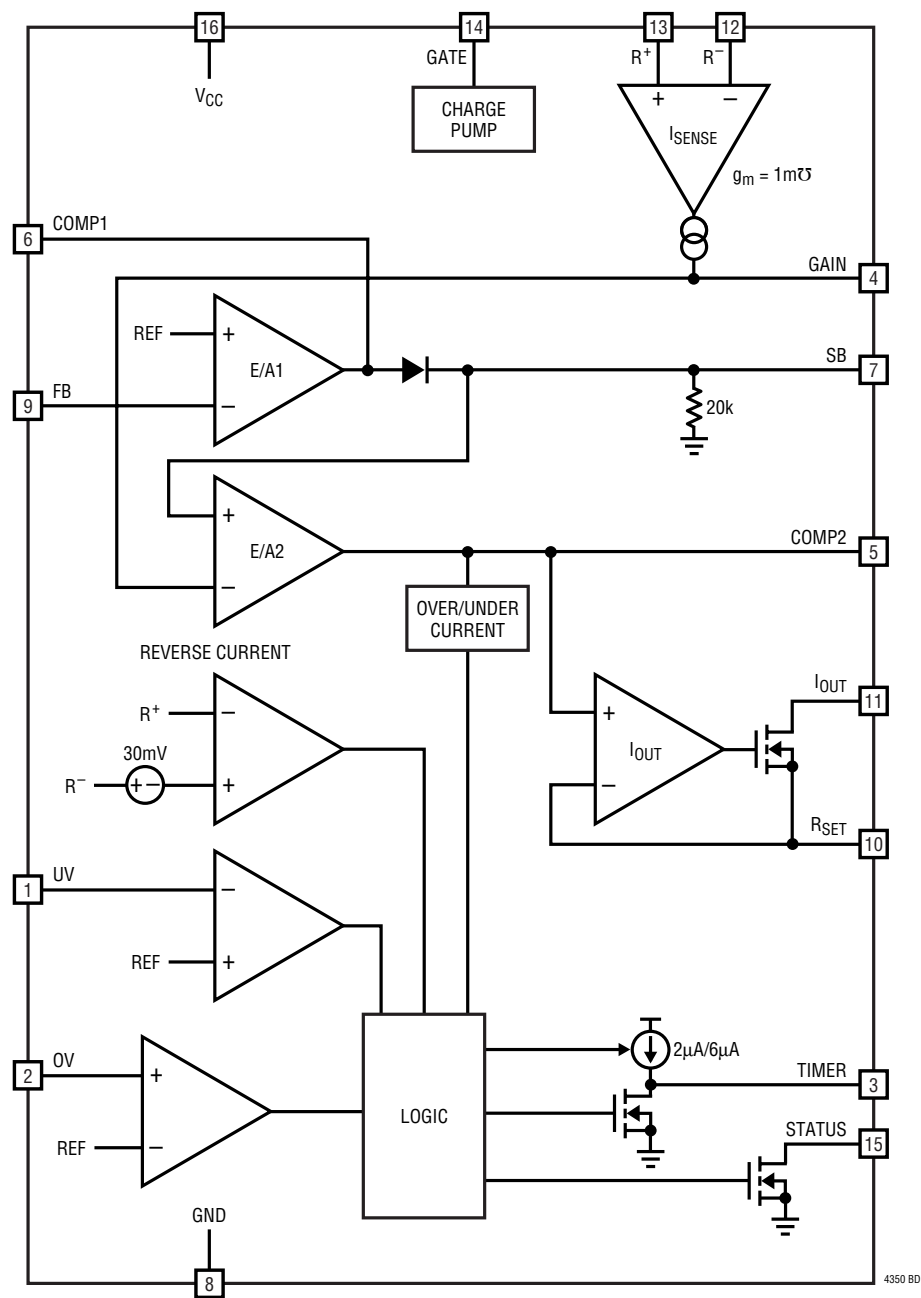 16
14
13
12
GATE
R+
R−
VCC
CHARGE
PUMP
+
−
ISENSE
gm = 1m℧
COMP1
6
GAIN
4
REF
+
E/A1
SB
7
FB
9
−
20k
+
E/A2
−
COMP2
5
OVER/UNDER
CURRENT
REVERSE CURRENT
IOUT
11
R+
−
+
IOUT
30mV
R−
+ −
+
−
RSET
10
UV
1
−
REF
+
2μA/6μA
OV
2
+
TIMER
3
LOGIC
STATUS
15
REF
−
GND
8
4350 BD